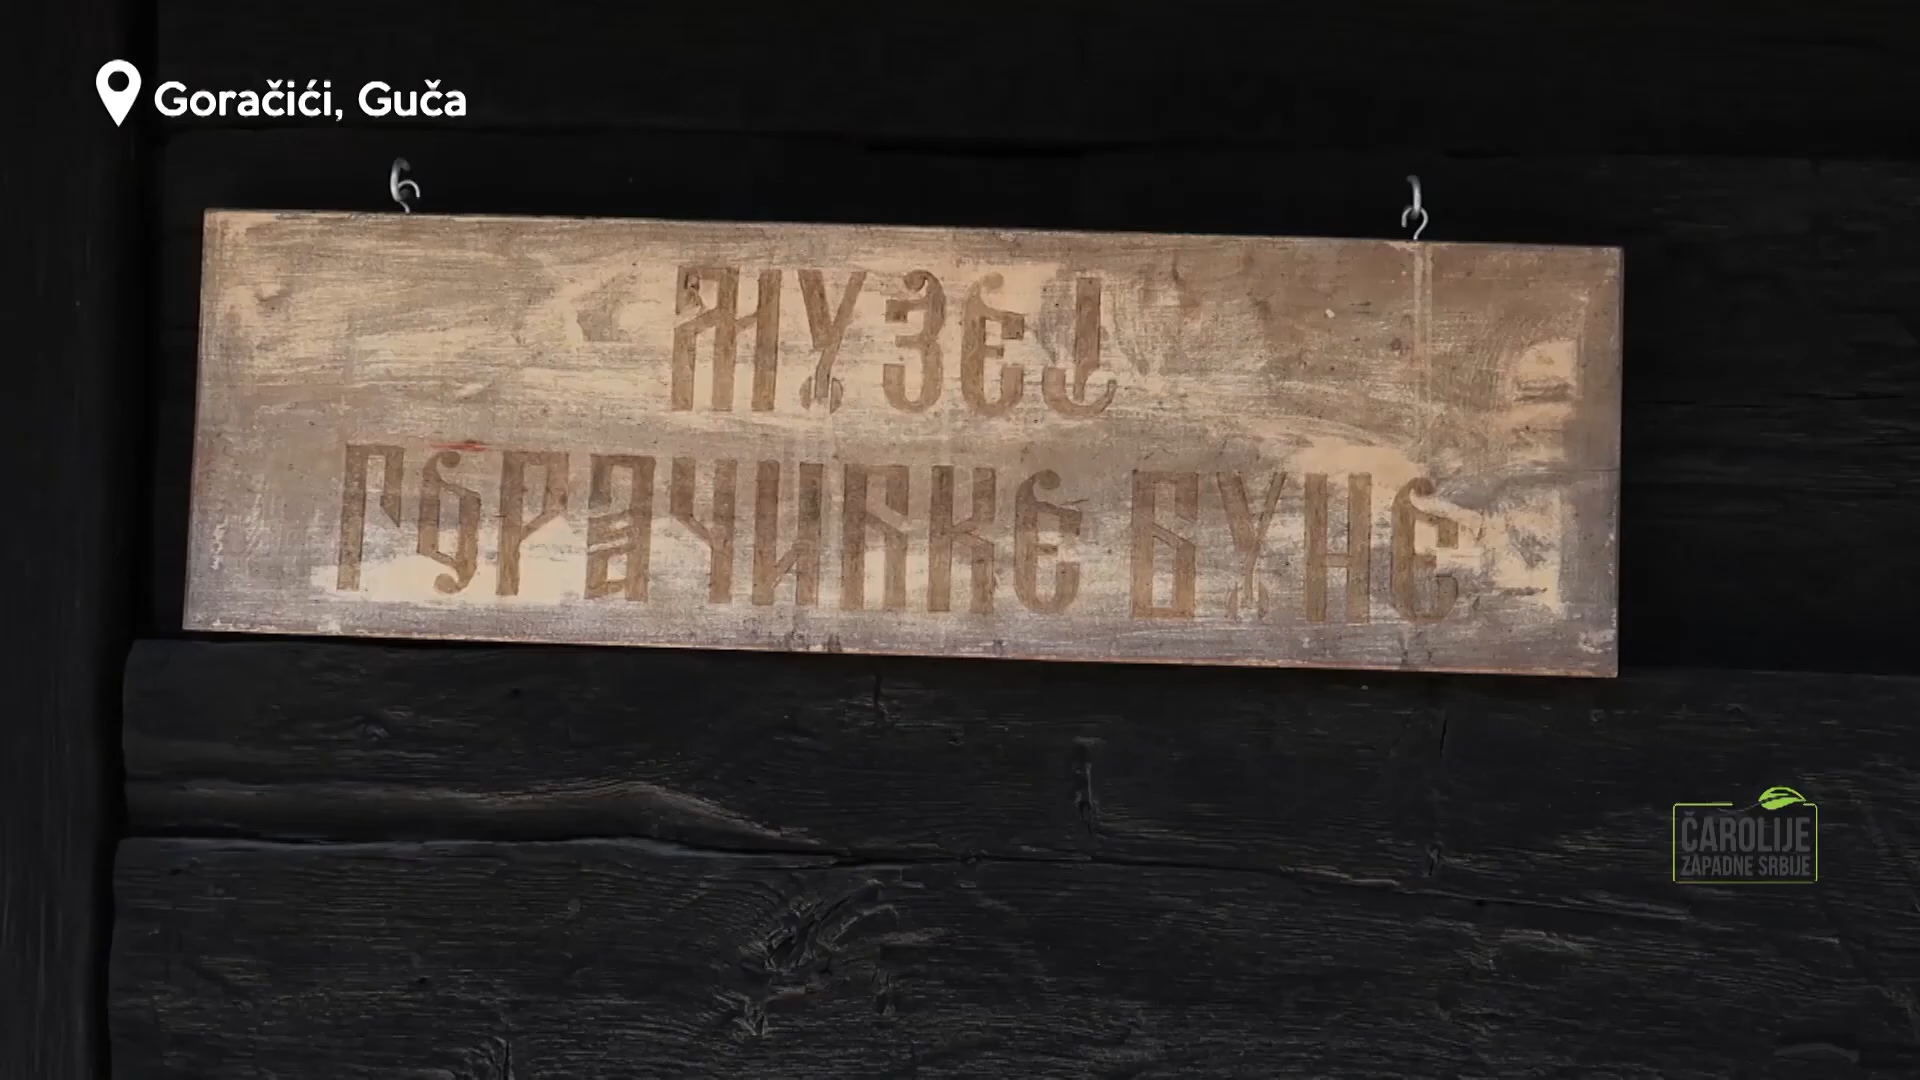 Goračići, Guča
МУЗЕЈ
ГОРАЧИЋКЕ БУНЕ
ČAROLIJE
ZAPADNE SRBIJE